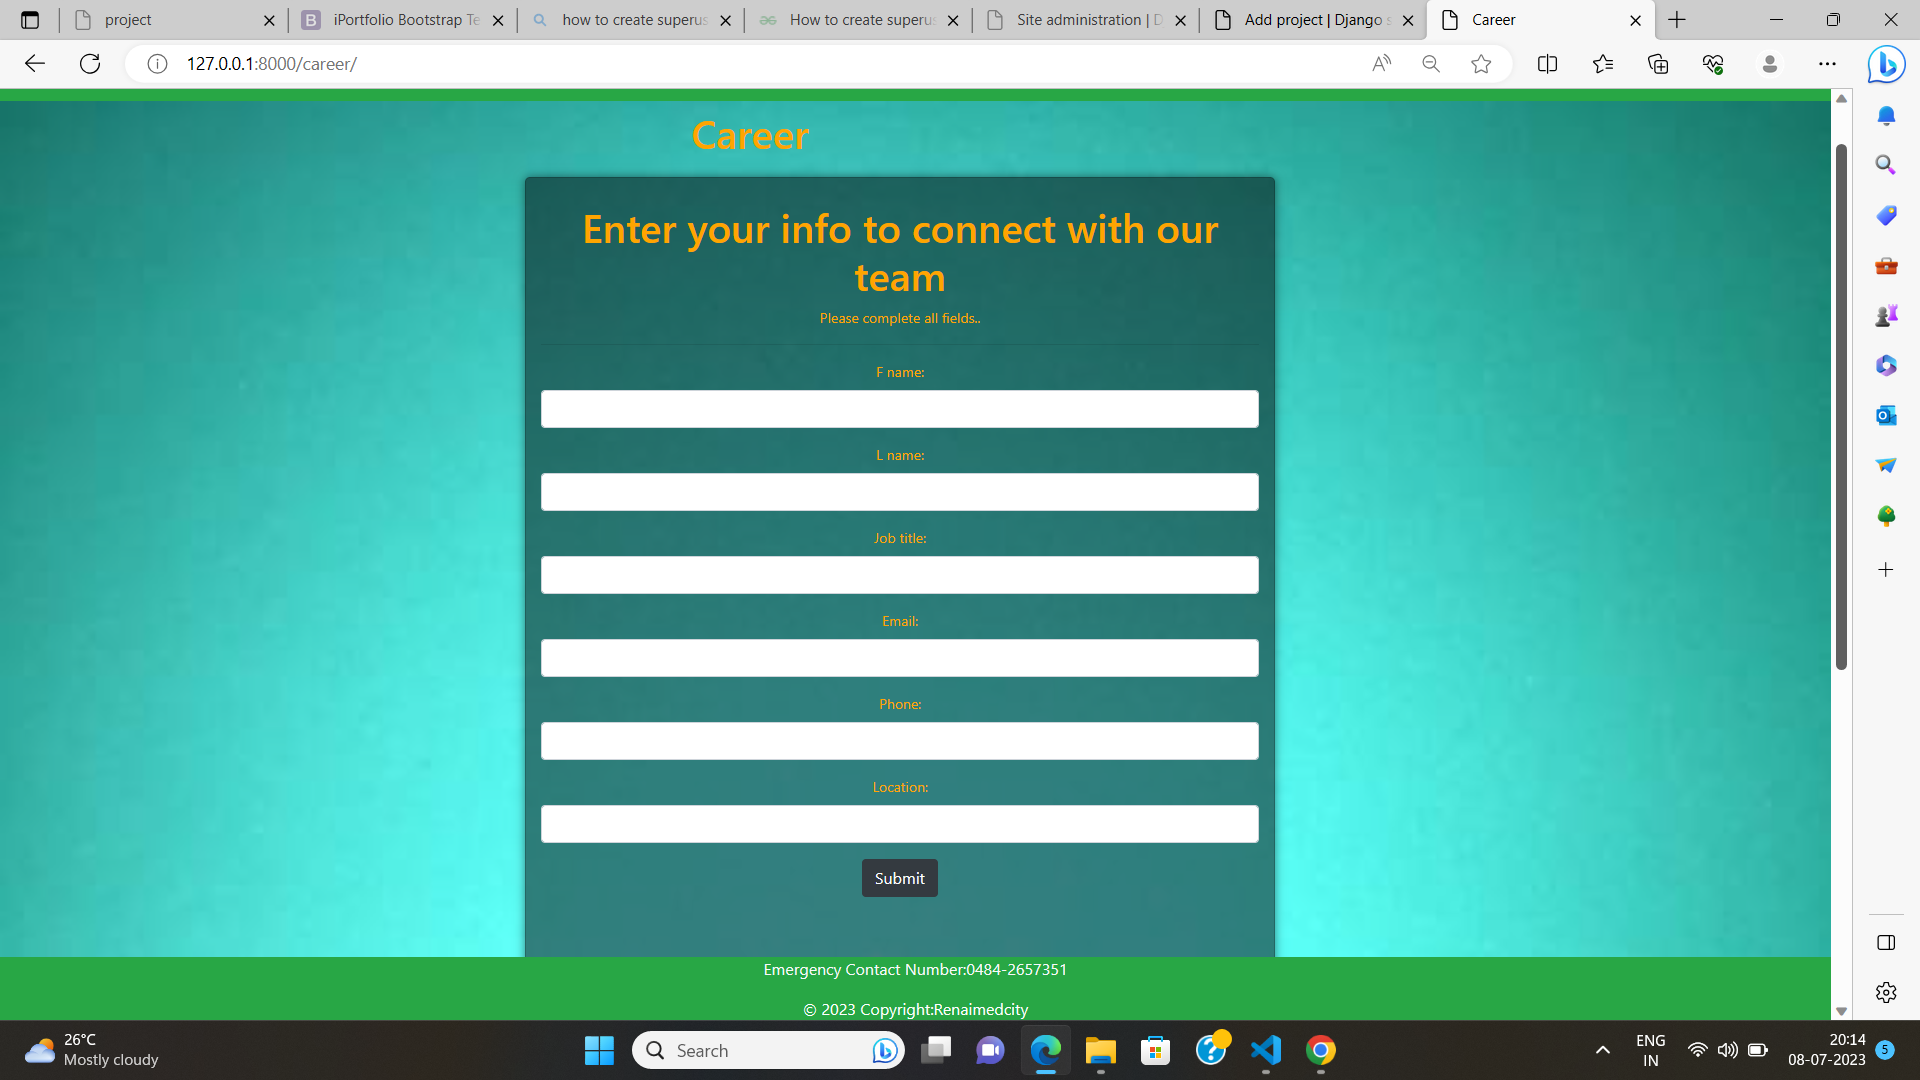 project
iPortfolio Bootstrap Te
how to create superus
How to create superus
Site administration | D
Add project | Django s
Career
127.0.0.1:8000/career/
Career
Enter your info to connect with our
team
Please complete all fields..
F name:
L name:
Job title:
Email:
Phone:
Location:
Submit
Emergency Contact Number:0484-2657351
© 2023 Copyright:Renaimedcity
26°C
Mostly cloudy
Search
ENG
IN
20:14
08-07-2023
5